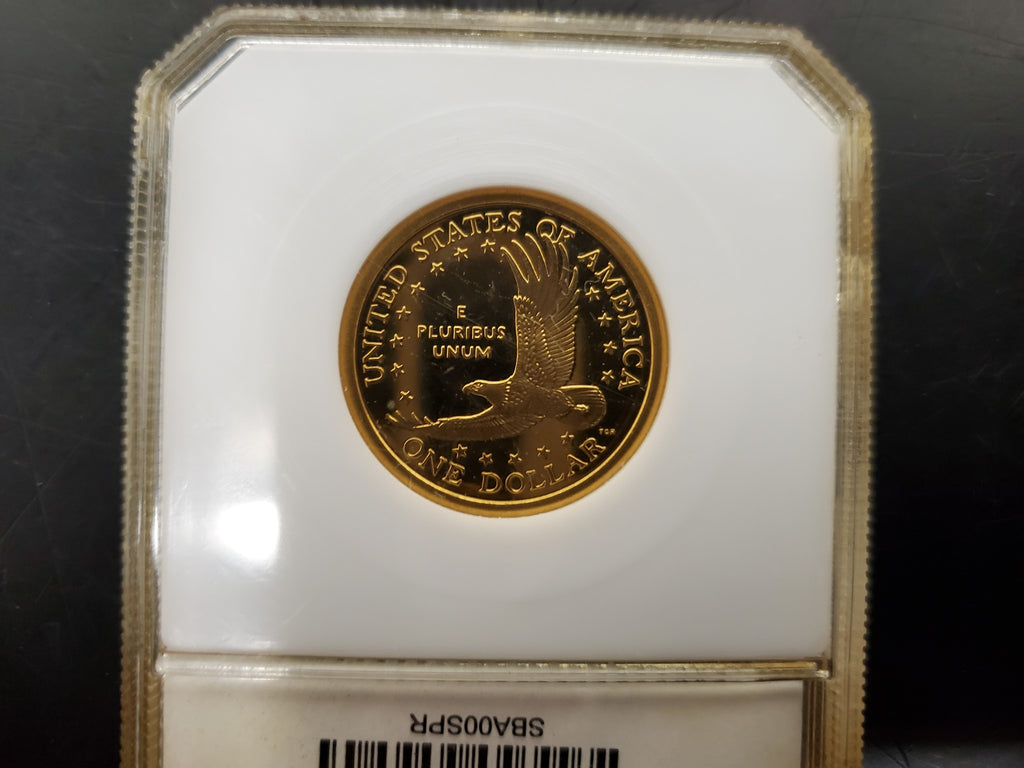 UNITED STATES OF AMERICA
E
PLURIBUS
UNUM
TDR
ONE DOLLAR
SBA00SPR